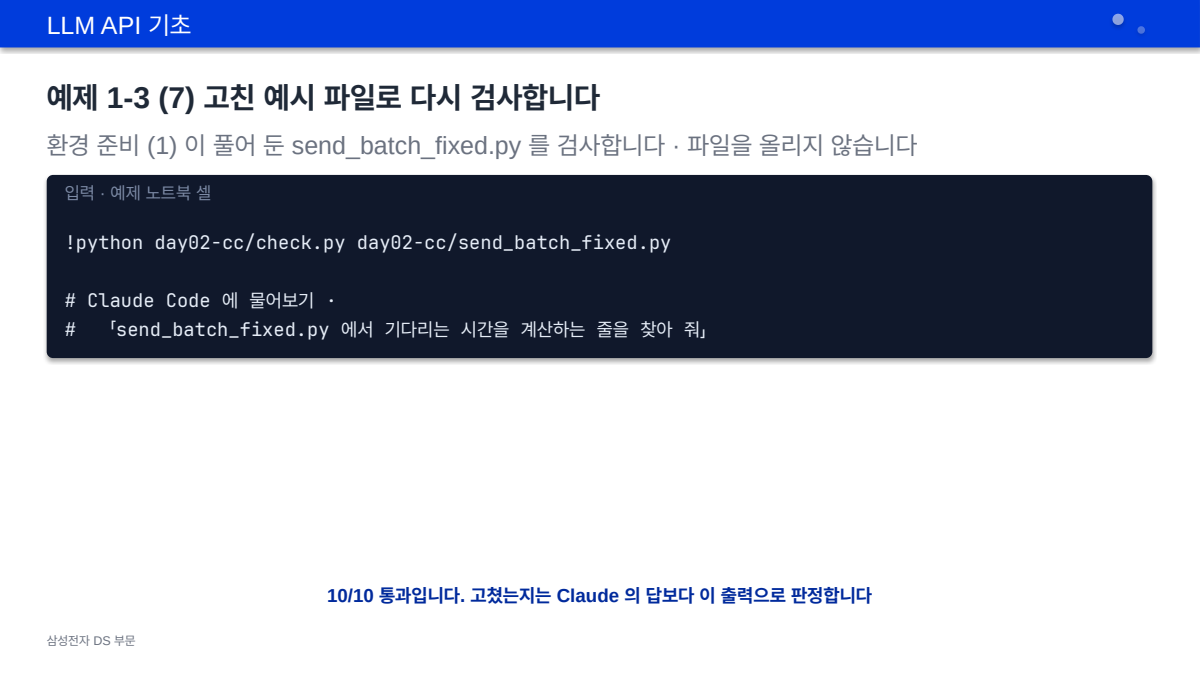 LLM API 기초
예제 1-3 (7) 고친 예시 파일로 다시 검사합니다
환경 준비 (1) 이 풀어 둔 send_batch_fixed.py 를 검사합니다 · 파일을 올리지 않습니다
입력 · 예제 노트북 셀
!python day02-cc/check.py day02-cc/send_batch_fixed.py
# Claude Code 에 물어보기 ·
#   「send_batch_fixed.py 에서 기다리는 시간을 계산하는 줄을 찾아 줘」
10/10 통과입니다. 고쳤는지는 Claude 의 답보다 이 출력으로 판정합니다
삼성전자 DS 부문